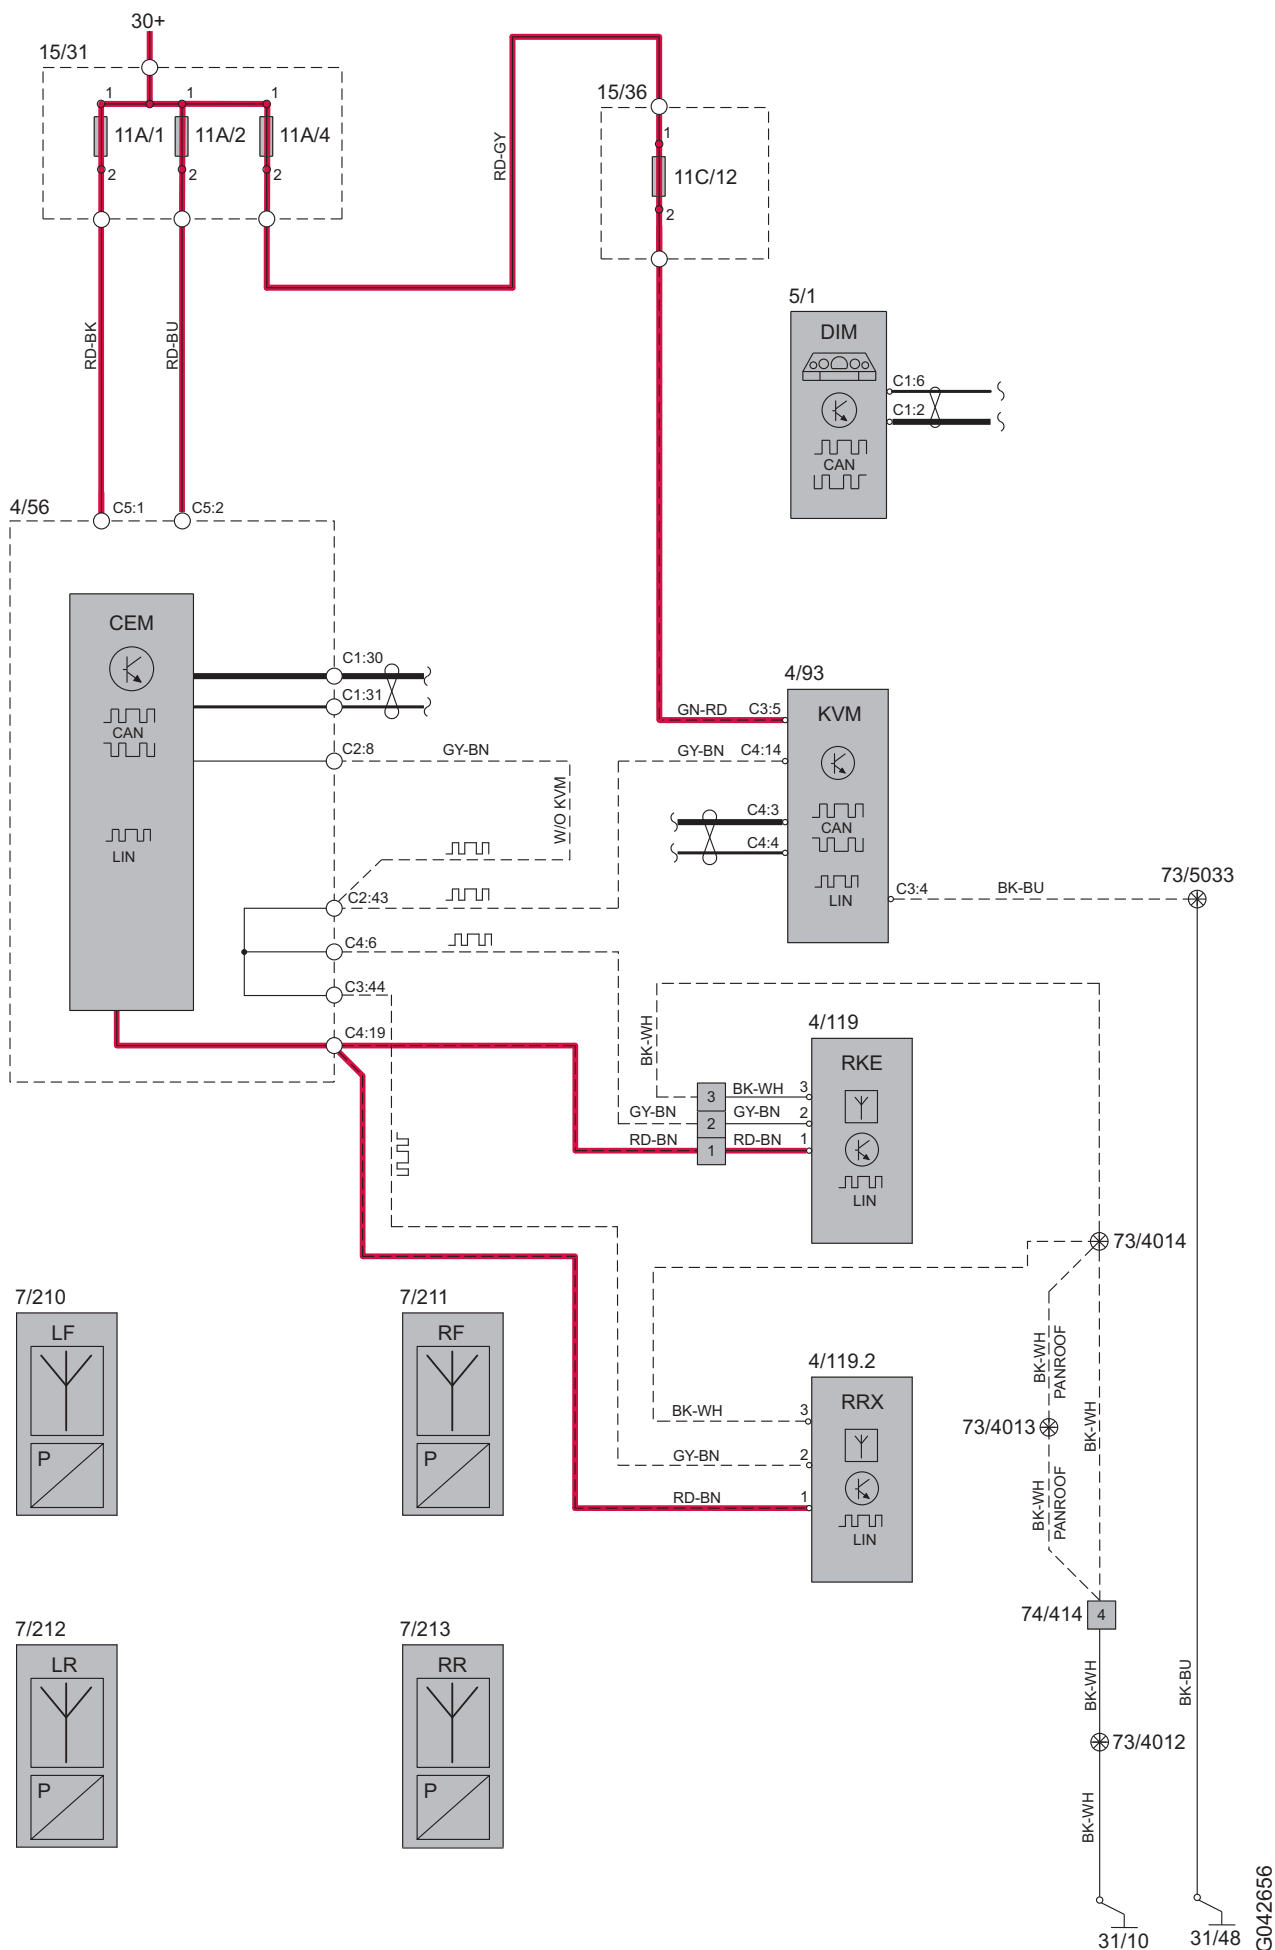 30+
15/31
1 1 1
11A/1 11A/2 11A/4
2 2 2
RD-GY
15/36
1
11C/12
2
RD-BK
RD-BU
5/1
DIM
C1:6
C1:2
CAN
4/56
C5:1 C5:2
CEM
CAN
LIN
C1:30
C1:31
C2:8 GY-BN
W/O KVM
C2:43
C4:6
C3:44
C4:19
4/93
KVM
GN-RD C3:5
GY-BN C4:14
C4:3
CAN
C4:4
LIN
C3:4 BK-BU
73/5033
4/119
RKE
BK-WH
3 BK-WH 3
GY-BN 2 GY-BN 2
RD-BN 1 RD-BN 1
LIN
73/4014
BK-WH
PANROOF
73/4013
BK-WH
BK-WH
PANROOF
4/119.2
RRX
BK-WH 3
GY-BN 2
RD-BN 1
LIN
7/210
LF
P
7/211
RF
P
7/212
LR
P
7/213
RR
P
74/414 4
BK-WH
BK-BU
73/4012
BK-WH
31/10
31/48
G042656